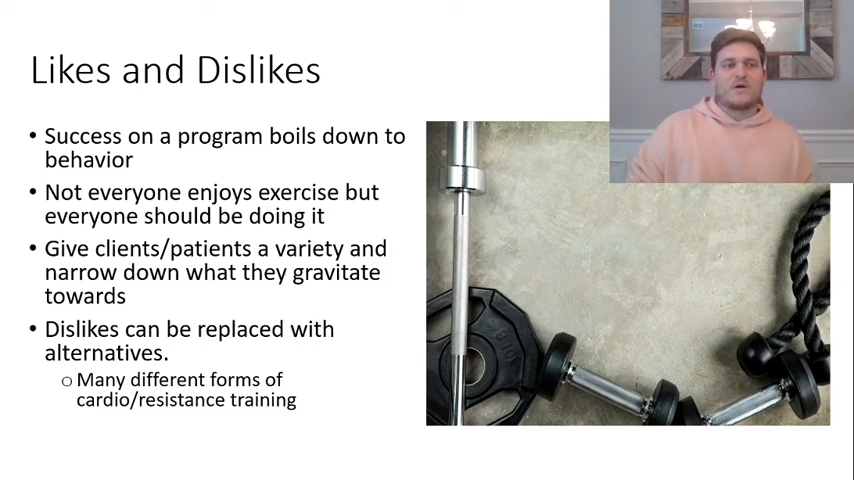 Likes and Dislikes
• Success on a program boils down to
behavior
• Not everyone enjoys exercise but
everyone should be doing it
• Give clients/patients a variety and
narrow down what they gravitate
towards
• Dislikes can be replaced with
alternatives.
o Many different forms of
cardio/resistance training
10LB